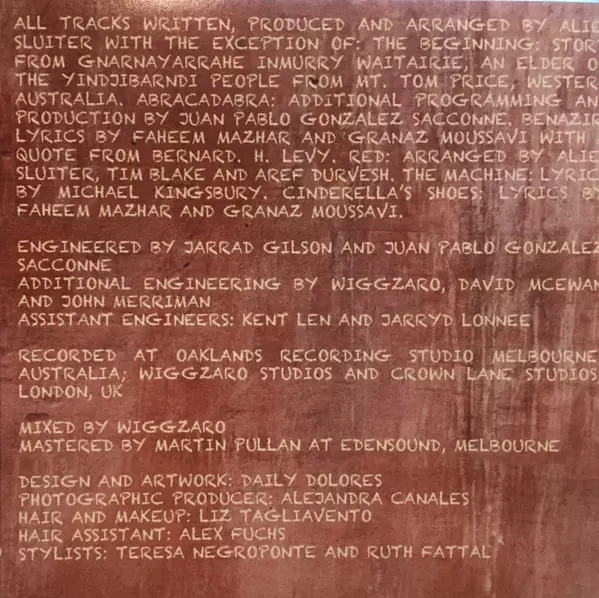 ALL TRACKS WRITTEN, PRODUCED AND ARRANGED BY ALIE
SLUITER WITH THE EXCEPTION OF: THE BEGINNING: STOR
FROM GNARNAYARRAHE INMURRY WAITAIRIE, AN ELDER O
THE YINDJIBARNDI PEOPLE FROM MT. TOM PRICE, WESTER
AUSTRALIA. ABRACADABRA: ADDITIONAL PROGRAMMING AN
PRODUCTION BY JUAN PABLO GONZALEZ SACCONNE. BENAZIR
LYRICS BY FAHEEM MAZHAR AND GRANAZ MOUSSAVI WITH
QUOTE FROM BERNARD. H. LEVY. RED: ARRANGED BY ALIE
SLUITER, TIM BLAKE AND AREF DURVESH. THE MACHINE: LYRIC
BY MICHAEL KINGSBURY. CINDERELLA'S SHOES: LYRICS BY
FAHEEM MAZHAR AND GRANAZ MOUSSAVI.
ENGINEERED BY JARRAD GILSON AND JUAN PABLO GONZALEZ
SACCONNE
ADDITIONAL ENGINEERING BY WIGGZARO, DAVID MCEWAN
AND JOHN MERRIMAN
ASSISTANT ENGINEERS: KENT LEN AND JARRYD LONNEE
RECORDED AT OAKLANDS RECORDING STUDIO MELBOURNE
AUSTRALIA; WIGGZARO STUDIOS AND CROWN LANE STUDIOS,
LONDON, UK
MIXED BY WIGGZARO
MASTERED BY MARTIN PULLAN AT EDENSOUND, MELBOURNE
DESIGN AND ARTWORK: DAILY DOLORES
PHOTOGRAPHIC PRODUCER: ALEJANDRA CANALES
HAIR AND MAKEUP: LIZ TAGLIAVENTO
HAIR ASSISTANT: ALEX FUCHS
STYLISTS: TERESA NEGROPONTE AND RUTH FATTAL